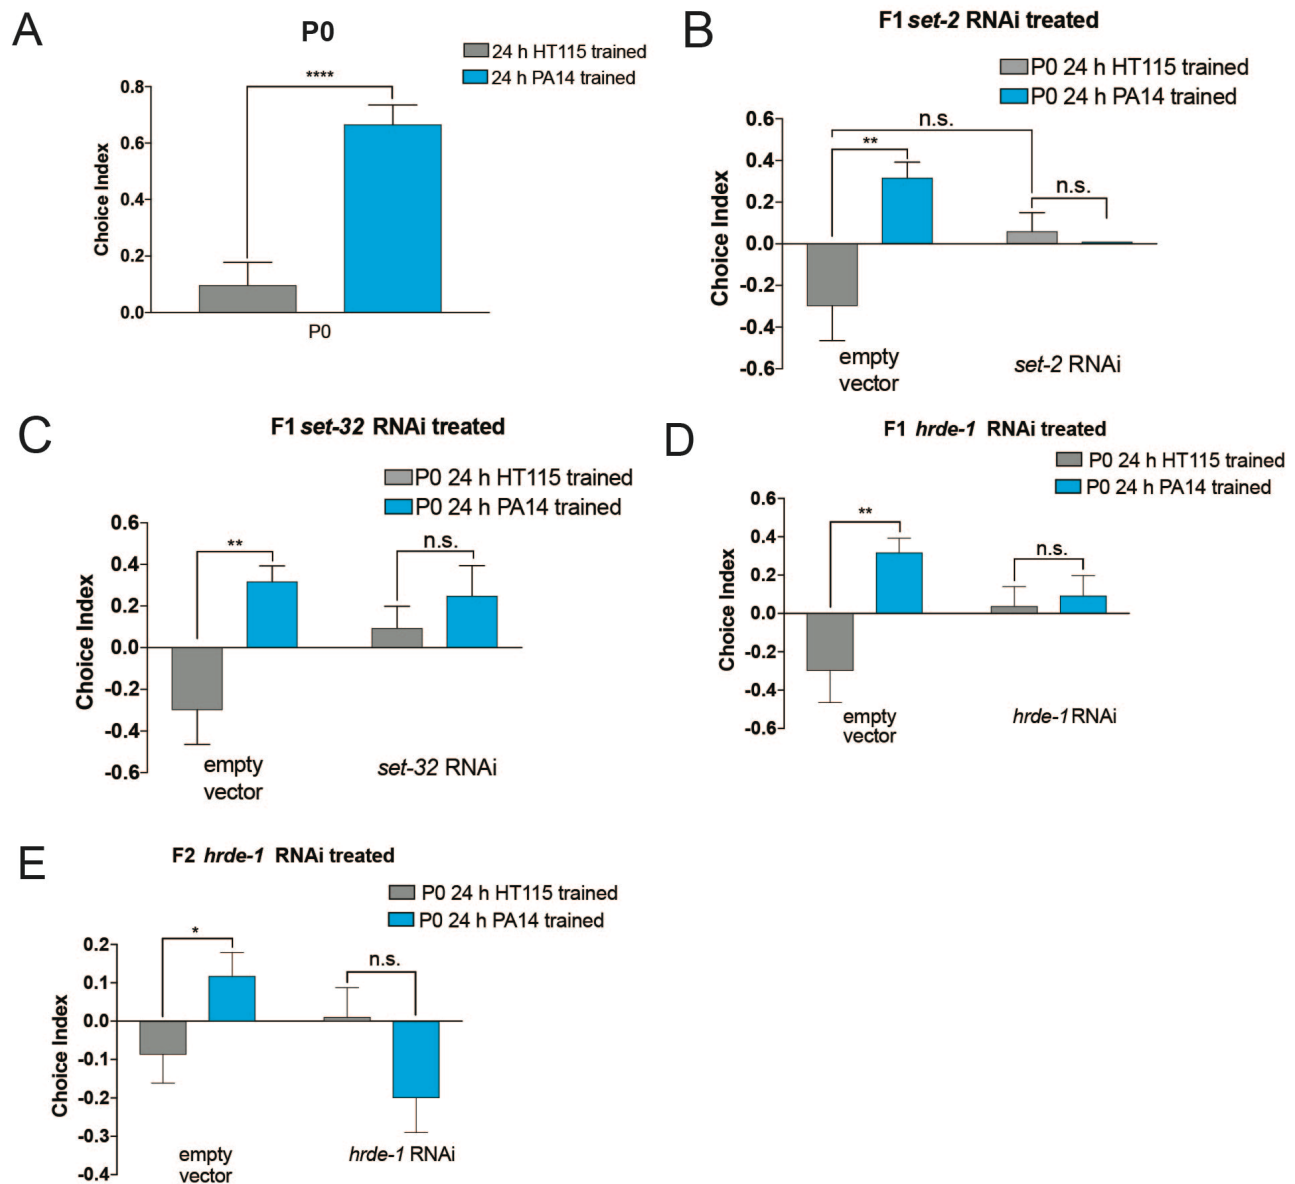 A
P0
24 h HT115 trained
24 h PA14 trained
****
0.8
0.6
0.4
0.2
0.0
Choice Index
P0
B
F1 set-2 RNAi treated
P0 24 h HT115 trained
P0 24 h PA14 trained
n.s.
**
n.s.
0.6
0.4
0.2
0.0
-0.2
-0.4
-0.6
Choice Index
empty
vector
set-2 RNAi
C
F1 set-32 RNAi treated
P0 24 h HT115 trained
P0 24 h PA14 trained
**
n.s.
0.6
0.4
0.2
0.0
-0.2
-0.4
-0.6
Choice Index
empty
vector
set-32 RNAi
D
F1 hrde-1 RNAi treated
P0 24 h HT115 trained
P0 24 h PA14 trained
**
n.s.
0.6
0.4
0.2
0.0
-0.2
-0.4
-0.6
Choice Index
empty
vector
hrde-1 RNAi
E
F2 hrde-1 RNAi treated
P0 24 h HT115 trained
P0 24 h PA14 trained
*
n.s.
0.2
0.1
0.0
-0.1
-0.2
-0.3
-0.4
Choice Index
empty
vector
hrde-1 RNAi